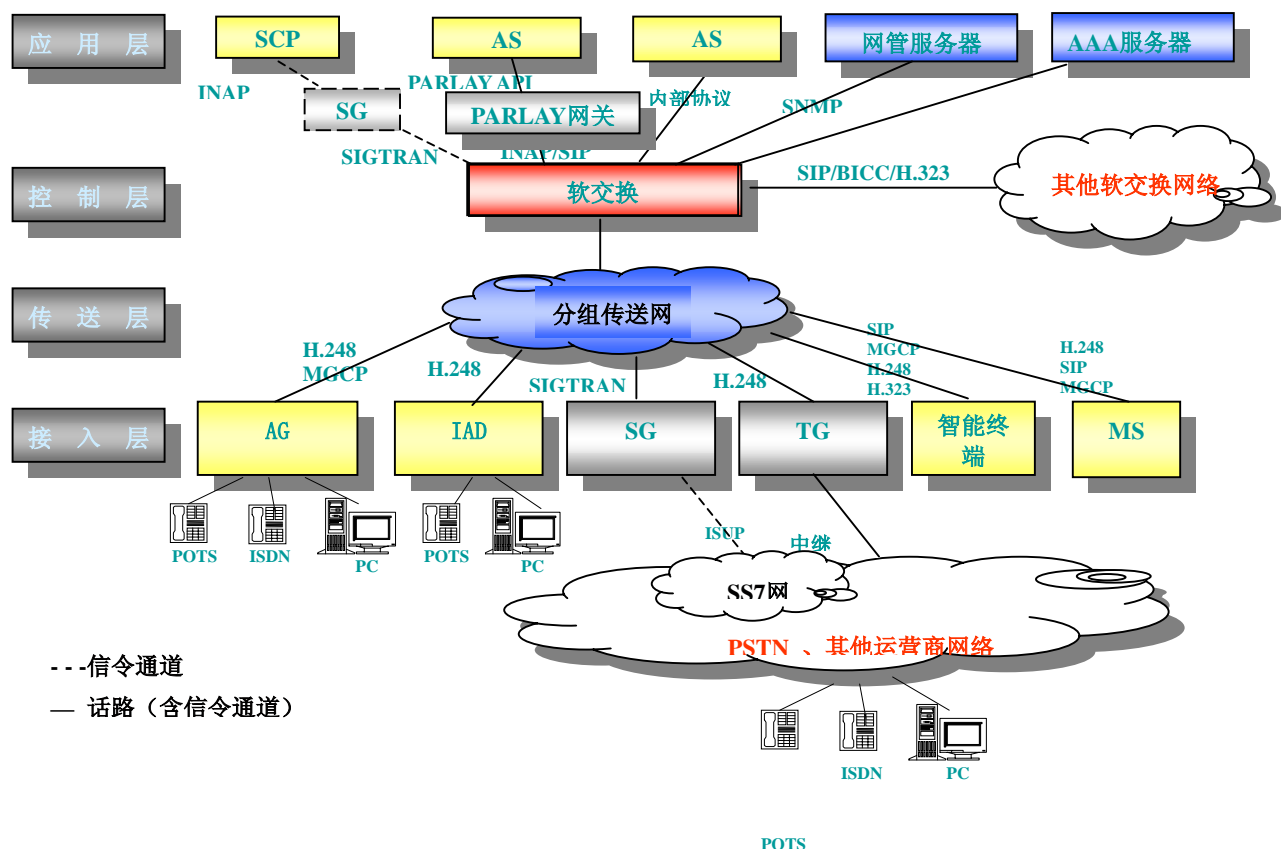 应 用 层
SCP
AS
AS
网管服务器
AAA服务器
INAP
PARLAY API
内部协议
SNMP
SG
PARLAY网关
SIGTRAN
INAP/SIP
控 制 层
软交换
SIP/BICC/H.323
其他软交换网络
传 送 层
分组传送网
H.248
MGCP
H.248
SIGTRAN
H.248
SIP
MGCP
H.248
H.323
H.248
SIP
MGCP
接 入 层
AG
IAD
SG
TG
智能终
端
MS
POTS
ISDN
PC
POTS
PC
ISUP
中继
SS7网
PSTN 、其他运营商网络
- - -信令通道
— 话路（含信令通道）
ISDN
PC
POTS